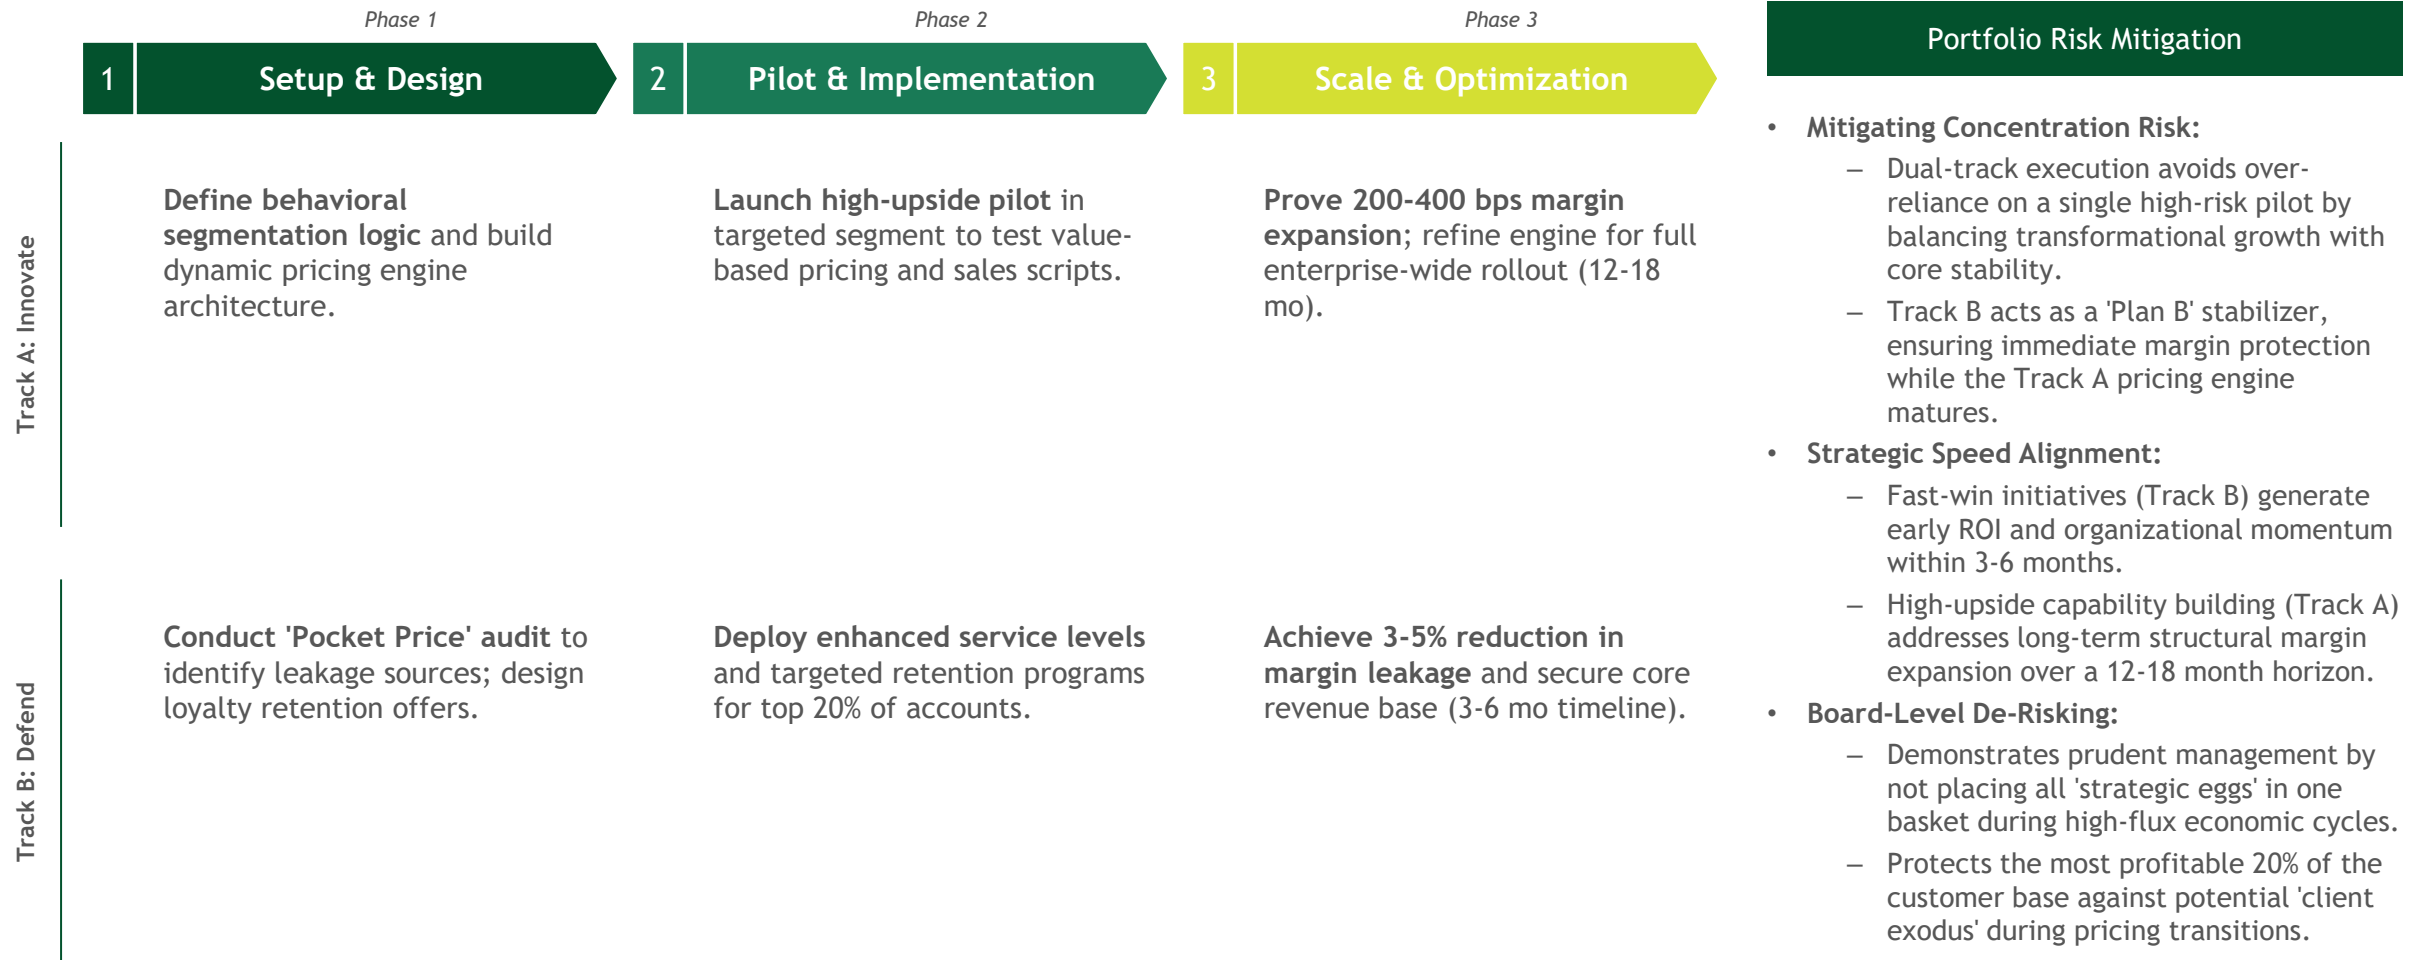 Phase 1
Phase 2
Phase 3
1
Setup & Design
2
Pilot & Implementation
3
Scale & Optimization
Track A: Innovate
Define behavioral
segmentation logic and build
dynamic pricing engine
architecture.
Launch high-upside pilot in
targeted segment to test value-
based pricing and sales scripts.
Prove 200-400 bps margin
expansion; refine engine for full
enterprise-wide rollout (12-18
mo).
Track B: Defend
Conduct 'Pocket Price' audit to
identify leakage sources; design
loyalty retention offers.
Deploy enhanced service levels
and targeted retention programs
for top 20% of accounts.
Achieve 3-5% reduction in
margin leakage and secure core
revenue base (3-6 mo timeline).
Portfolio Risk Mitigation
• Mitigating Concentration Risk:
– Dual-track execution avoids over-
reliance on a single high-risk pilot by
balancing transformational growth with
core stability.
– Track B acts as a 'Plan B' stabilizer,
ensuring immediate margin protection
while the Track A pricing engine
matures.
• Strategic Speed Alignment:
– Fast-win initiatives (Track B) generate
early ROI and organizational momentum
within 3-6 months.
– High-upside capability building (Track A)
addresses long-term structural margin
expansion over a 12-18 month horizon.
• Board-Level De-Risking:
– Demonstrates prudent management by
not placing all 'strategic eggs' in one
basket during high-flux economic cycles.
– Protects the most profitable 20% of the
customer base against potential 'client
exodus' during pricing transitions.